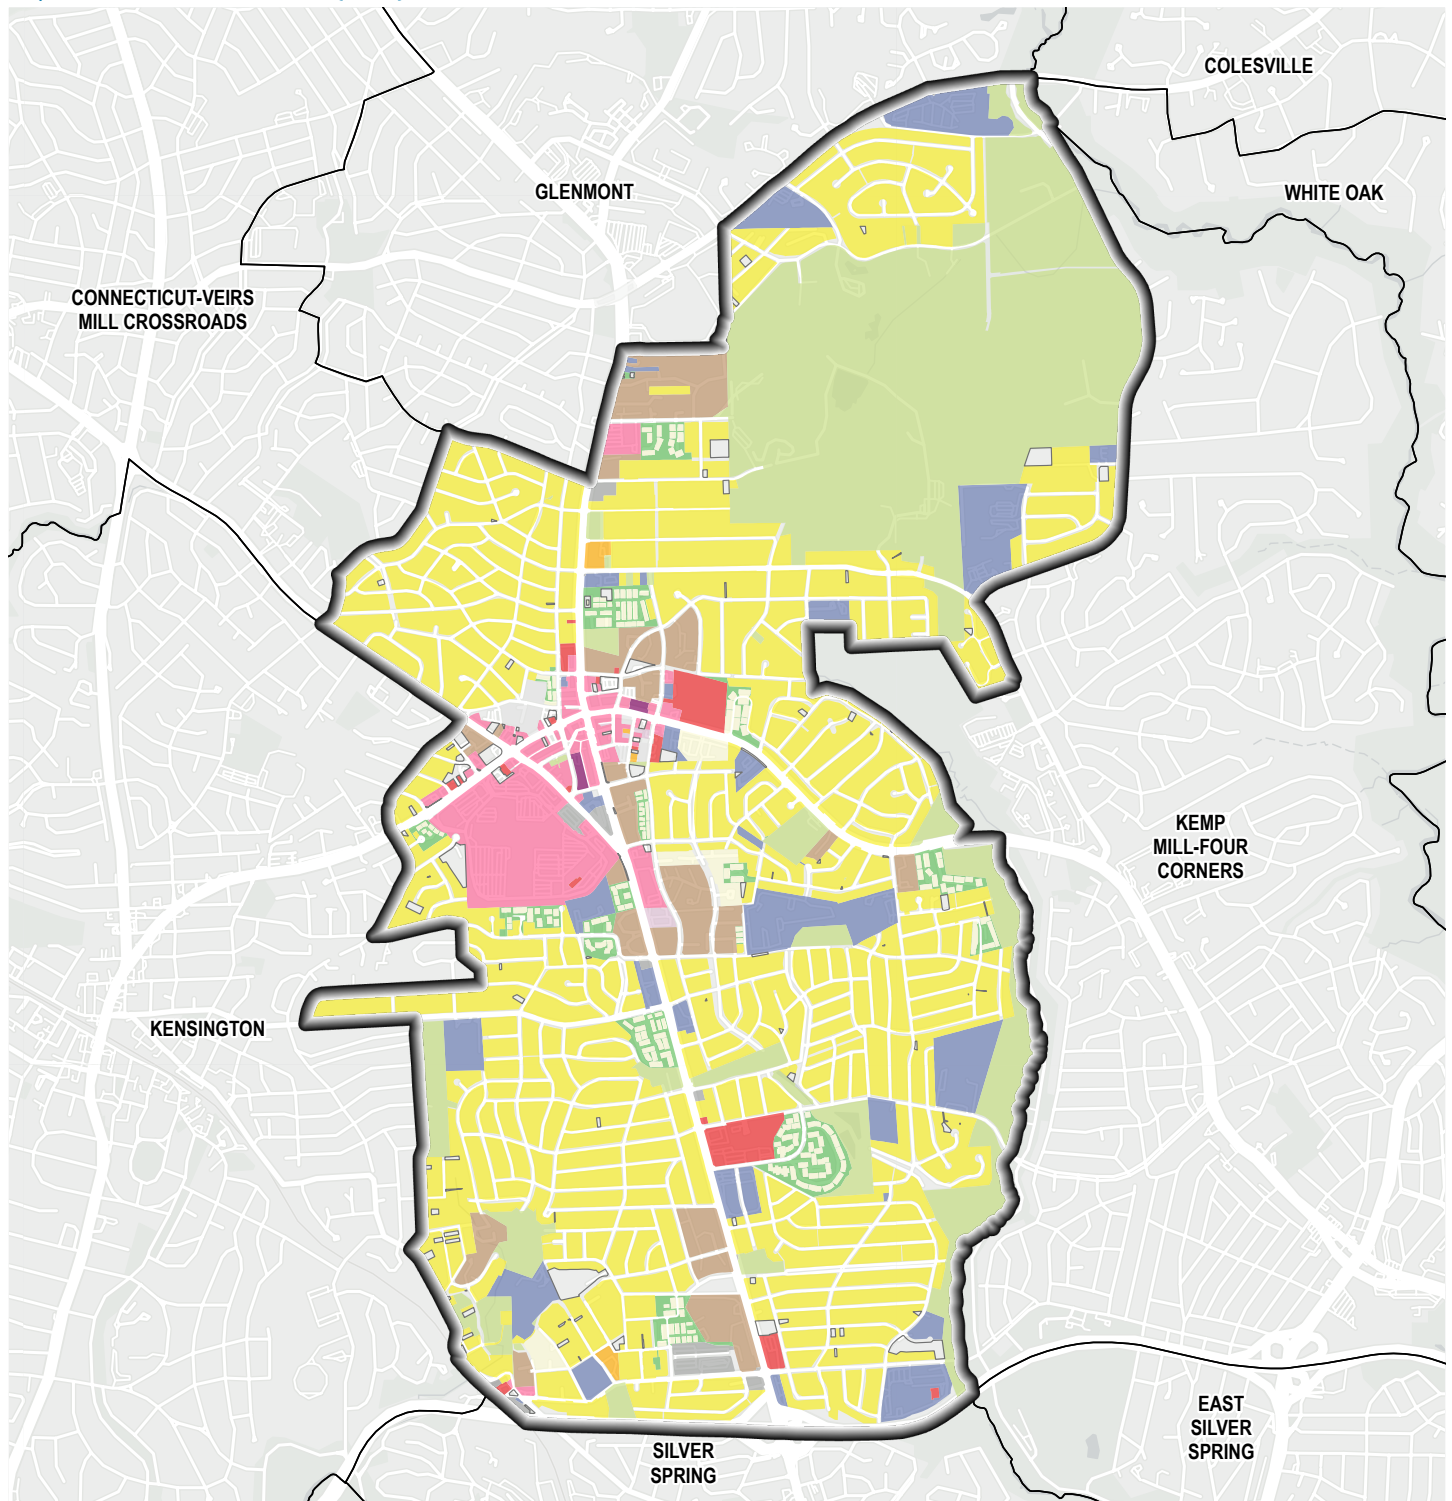 COLESVILLE
GLENMONT
WHITE OAK
CONNECTICUT-VEIRS
MILL CROSSROADS
KEMP
MILL-FOUR
CORNERS
KENSINGTON
EAST
SILVER
SPRING
SILVER
SPRING